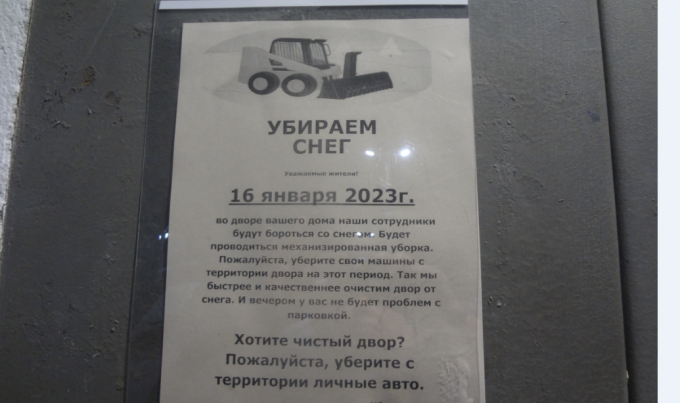 УБИРАЕМ
СНЕГ
Уважаемые жители!
16 января 2023г.
во дворе вашего дома наши сотрудники
будут бороться со снегом. Будет
проводиться механизированная уборка.
Пожалуйста, уберите свои машины с
территории двора на этот период. Так мы
быстрее и качественнее очистим двор от
снега. И вечером у вас не будет проблем с
парковкой.
Хотите чистый двор?
Пожалуйста, уберите с
территории личные авто.